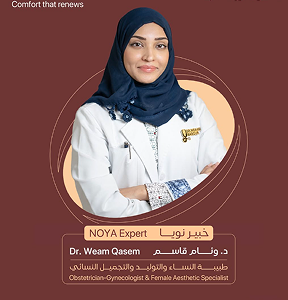 Comfort that renews
NOYA Expert خبير نويا
Dr. Weam Qasem د. وئام قاسم
طبيبة النساء والتوليد والتجميل النسائي
Obstetrician-Gynecologist & Female Aesthetic Specialist